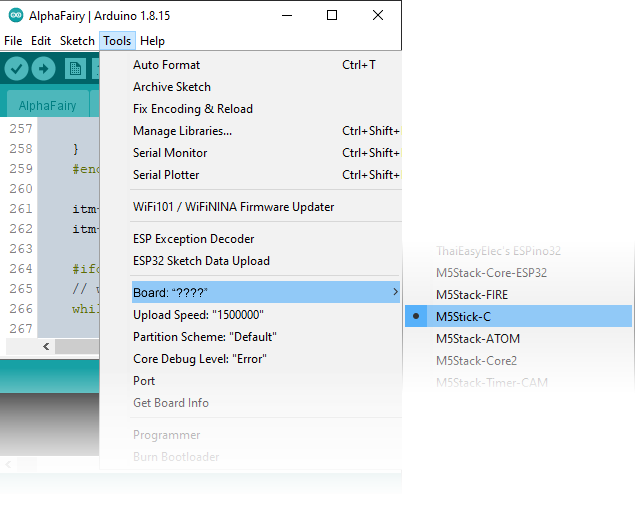 AlphaFairy | Arduino 1.8.15
File Edit Sketch Tools Help
AlphaFairy
257
258 }
259 #end
260
261 itm
262 itm
263
264 #ifd
265 // w
266 whil
267
Auto Format Ctrl+T
Archive Sketch
Fix Encoding & Reload
Manage Libraries... Ctrl+Shift+
Serial Monitor Ctrl+Shift+
Serial Plotter Ctrl+Shift+
WiFi101 / WiFiNINA Firmware Updater
ESP Exception Decoder
ESP32 Sketch Data Upload
Board: “????”
Upload Speed: "1500000"
Partition Scheme: "Default"
Core Debug Level: "Error"
Port
Get Board Info
Programmer
Burn Bootloader
ThaiEasyElec's ESPino32
M5Stack-Core-ESP32
M5Stack-FIRE
M5Stick-C
M5Stack-ATOM
M5Stack-Core2
M5Stack-Timer-CAM